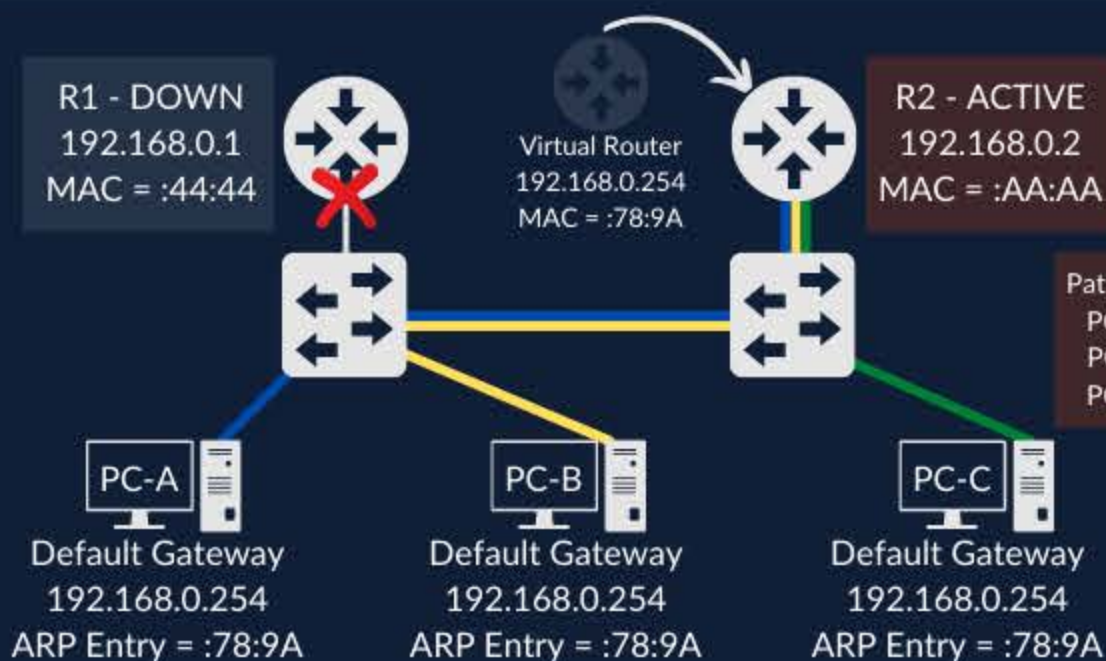 R1 - DOWN
192.168.0.1
MAC = :44:44
Virtual Router
192.168.0.254
MAC = :78:9A
R2 - ACTIVE
192.168.0.2
MAC = :AA:AA
PC-A
Default Gateway
192.168.0.254
ARP Entry = :78:9A
PC-B
Default Gateway
192.168.0.254
ARP Entry = :78:9A
PC-C
Default Gateway
192.168.0.254
ARP Entry = :78:9A